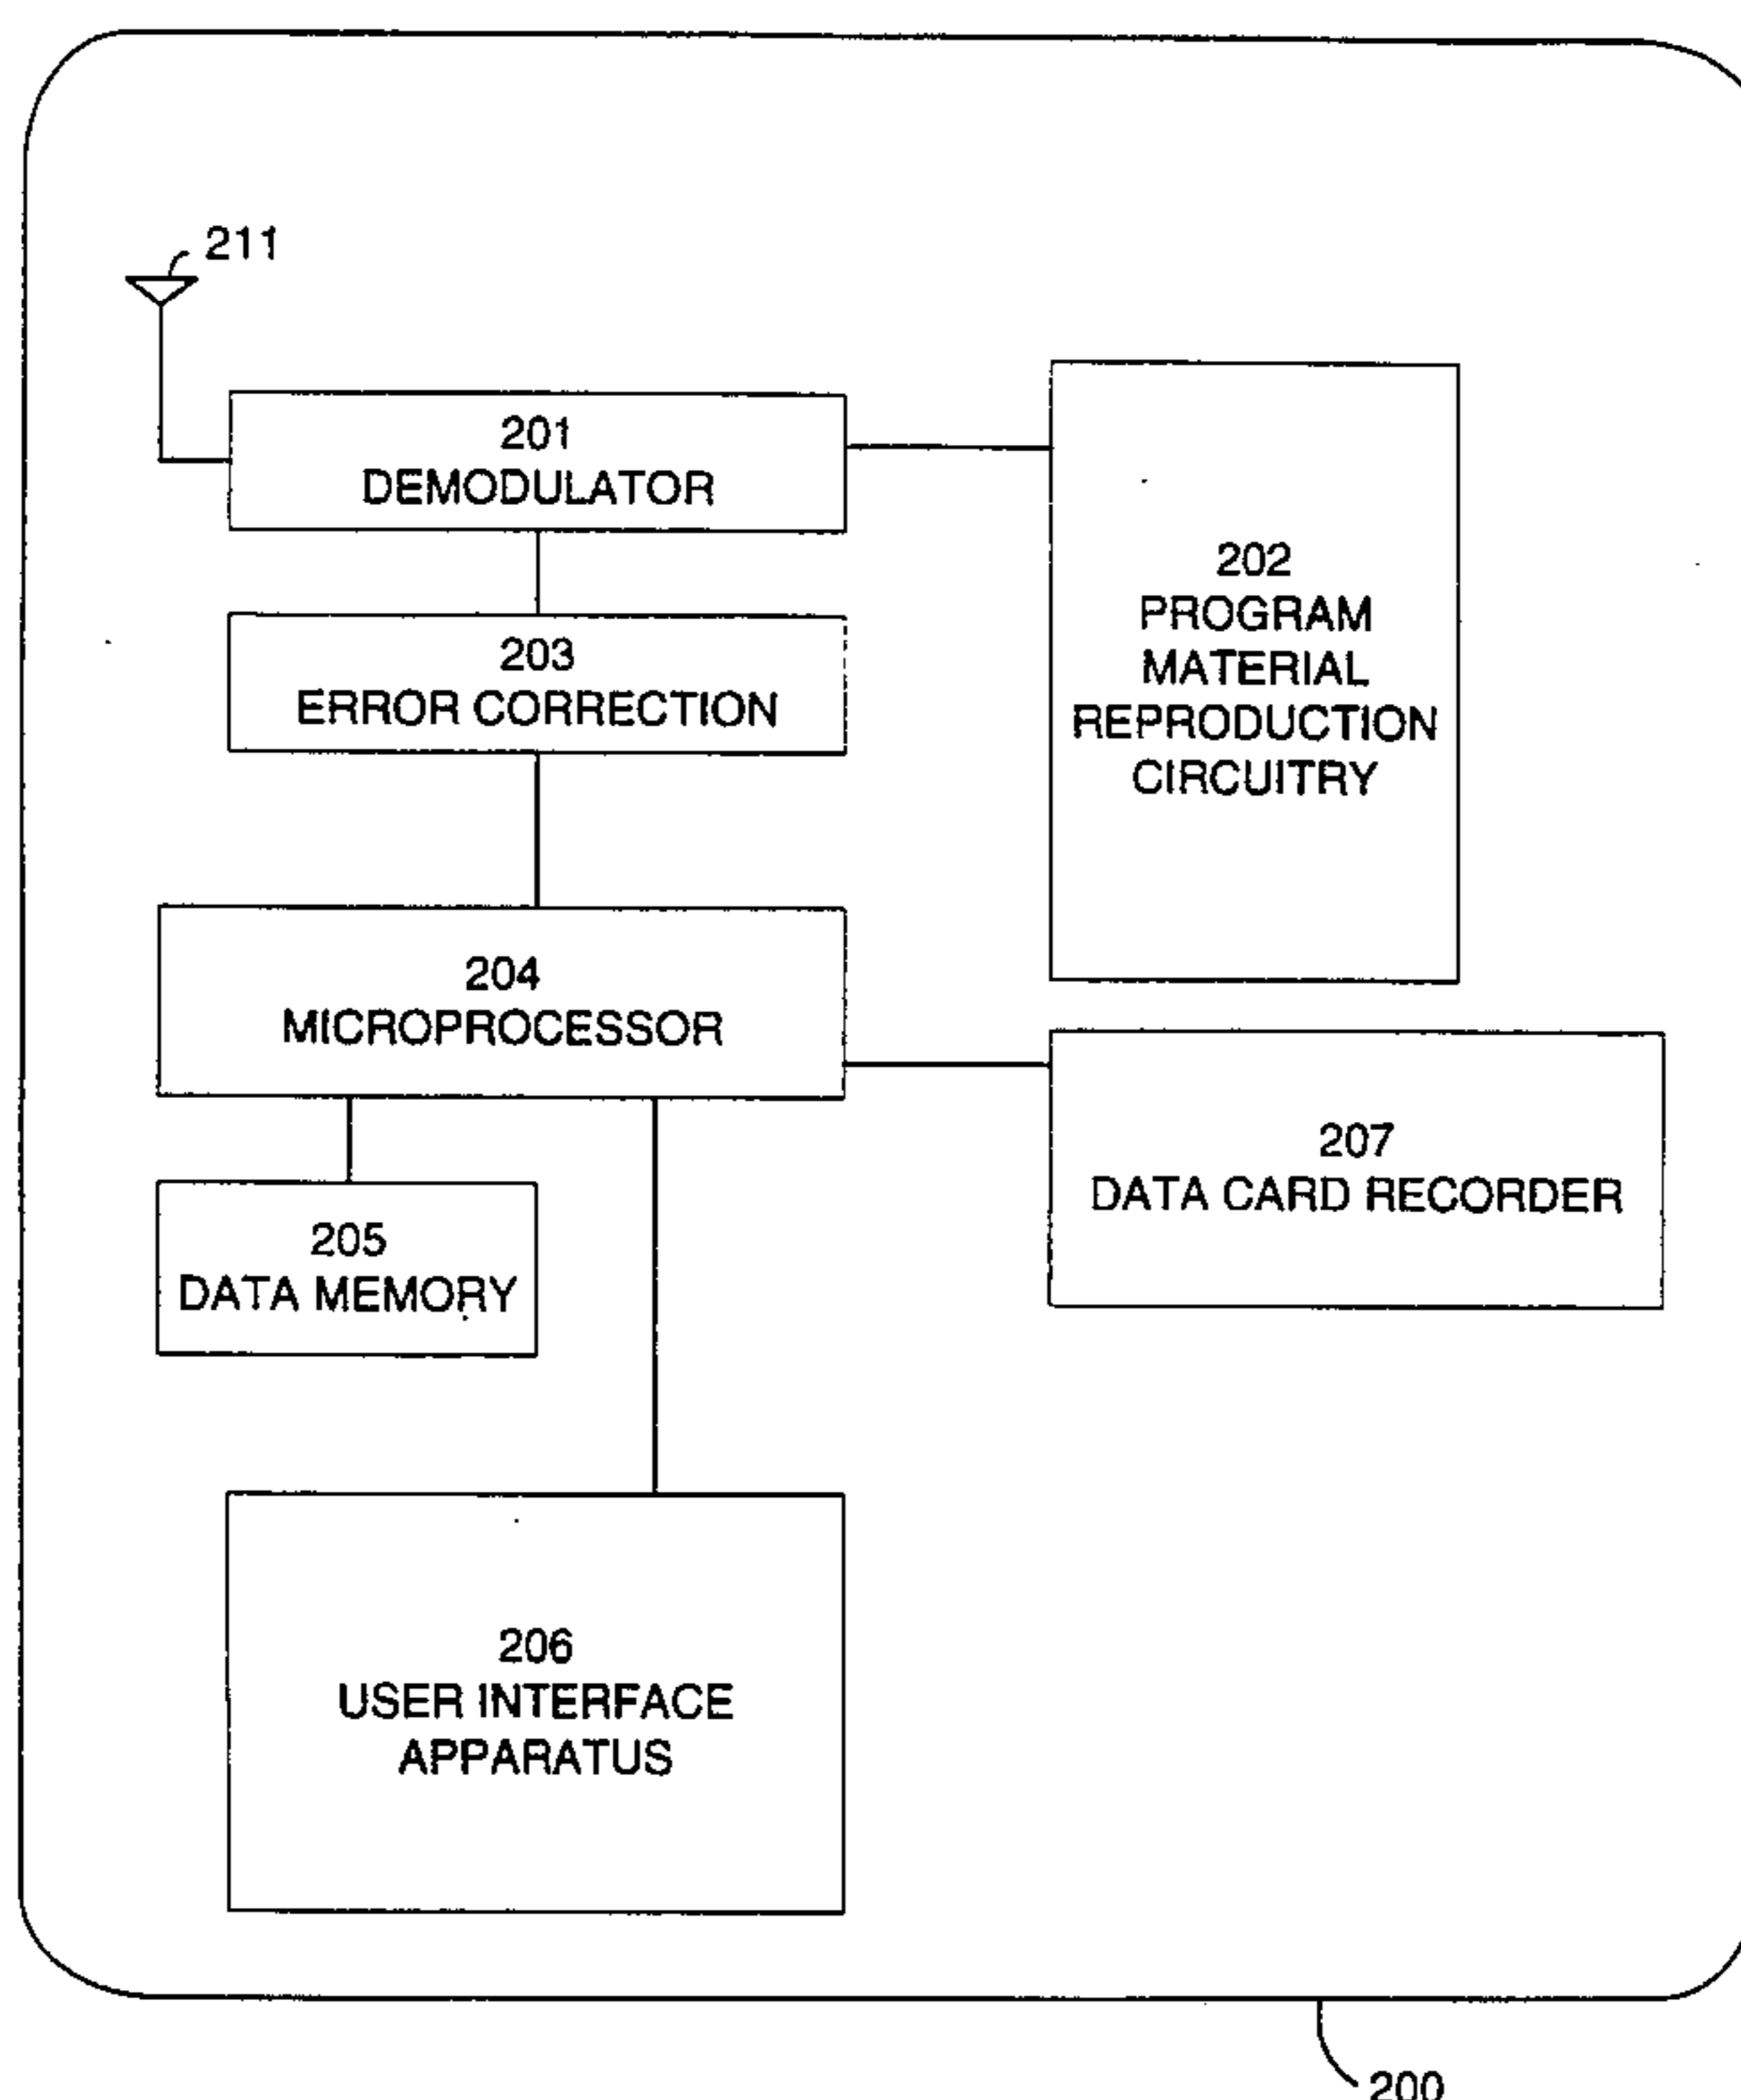 211
201
DEMODULATOR
202
PROGRAM
MATERIAL
REPRODUCTION
CIRCUITRY
203
ERROR CORRECTION
204
MICROPROCESSOR
207
DATA CARD RECORDER
205
DATA MEMORY
206
USER INTERFACE
APPARATUS
200